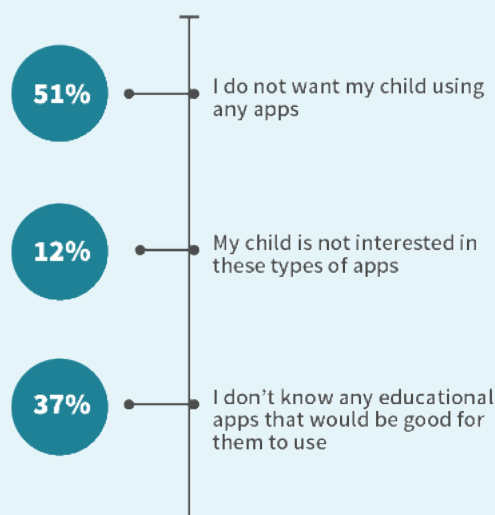 51%
I do not want my child using
any apps
12%
My child is not interested in
these types of apps
37%
I don’t know any educational
apps that would be good for
them to use